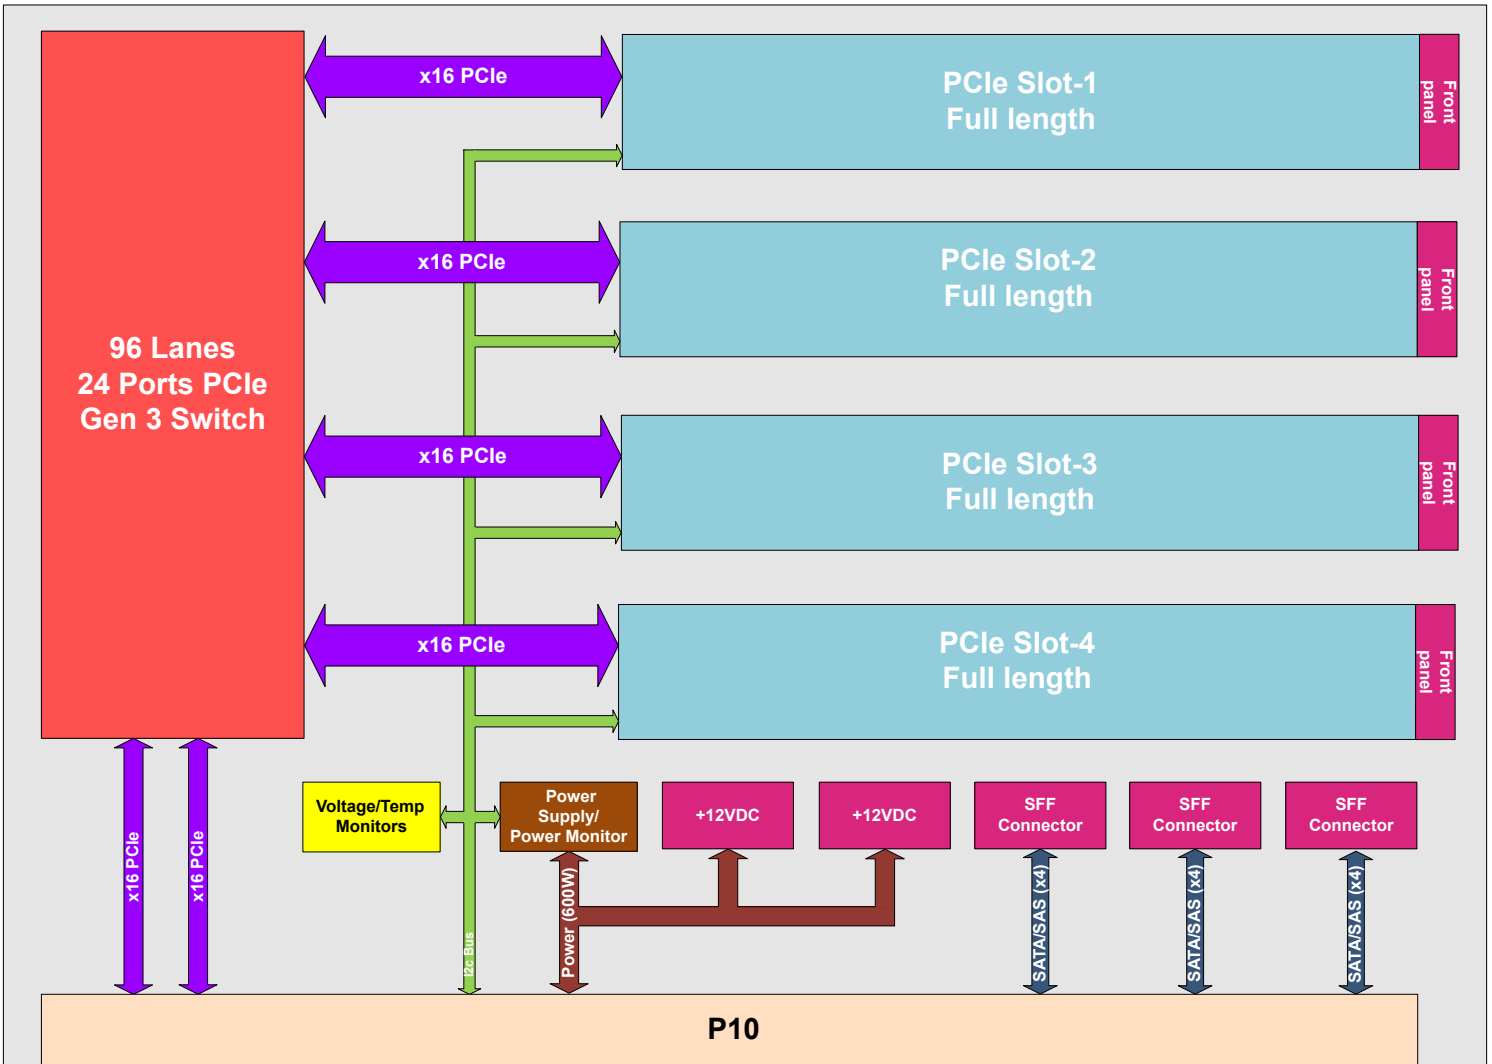 x16 PCIe
PCIe Slot-1
Full length
Front
panel
x16 PCIe
PCIe Slot-2
Full length
Front
panel
96 Lanes
24 Ports PCIe
Gen 3 Switch
x16 PCIe
PCIe Slot-3
Full length
Front
panel
x16 PCIe
PCIe Slot-4
Full length
Front
panel
Voltage/Temp
Monitors
Power
Supply/
Power Monitor
+12VDC
+12VDC
SFF
Connector
SFF
Connector
SFF
Connector
x16 PCIe
x16 PCIe
I2c Bus
Power (600W)
SATA/SAS (x4)
SATA/SAS (x4)
SATA/SAS (x4)
P10